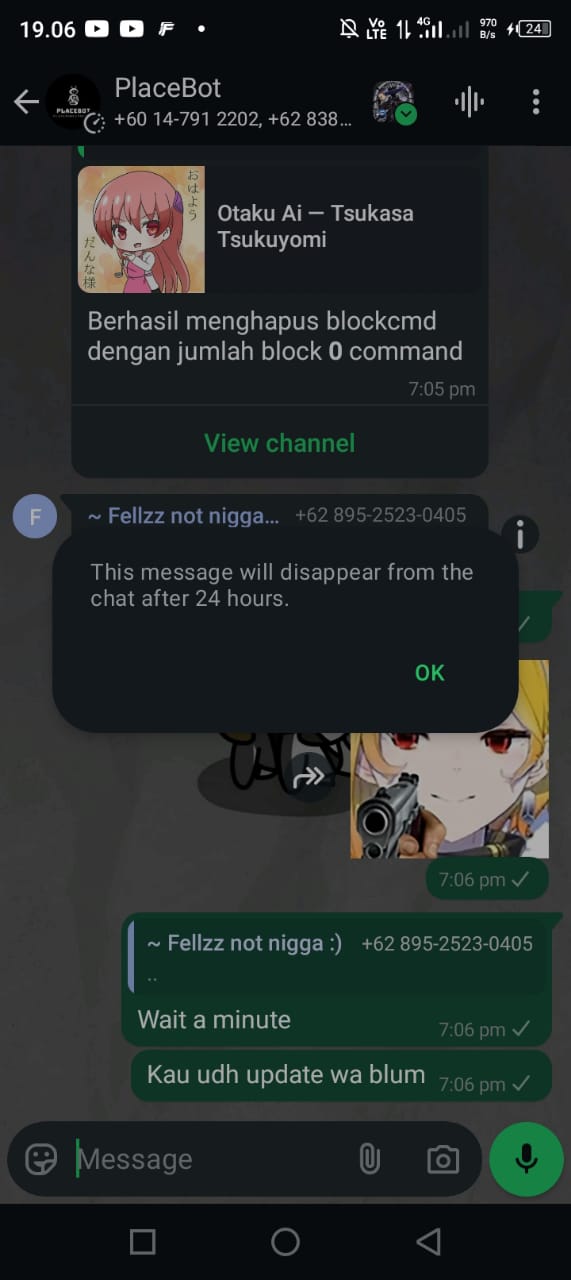 19.06
Vo
LTE
4G
970
B/s
24
PlaceBot
+60 14-791 2202, +62 838...
PLACEBOT
おはよう
だんな様
Otaku Ai — Tsukasa
Tsukuyomi
Berhasil menghapus blockcmd
dengan jumlah block 0 command
7:05 pm
View channel
F
~ Fellzz not nigga... +62 895-2523-0405
This message will disappear from the
chat after 24 hours.
OK
7:06 pm
~ Fellzz not nigga :) +62 895-2523-0405
..
Wait a minute
7:06 pm
Kau udh update wa blum
7:06 pm
Message